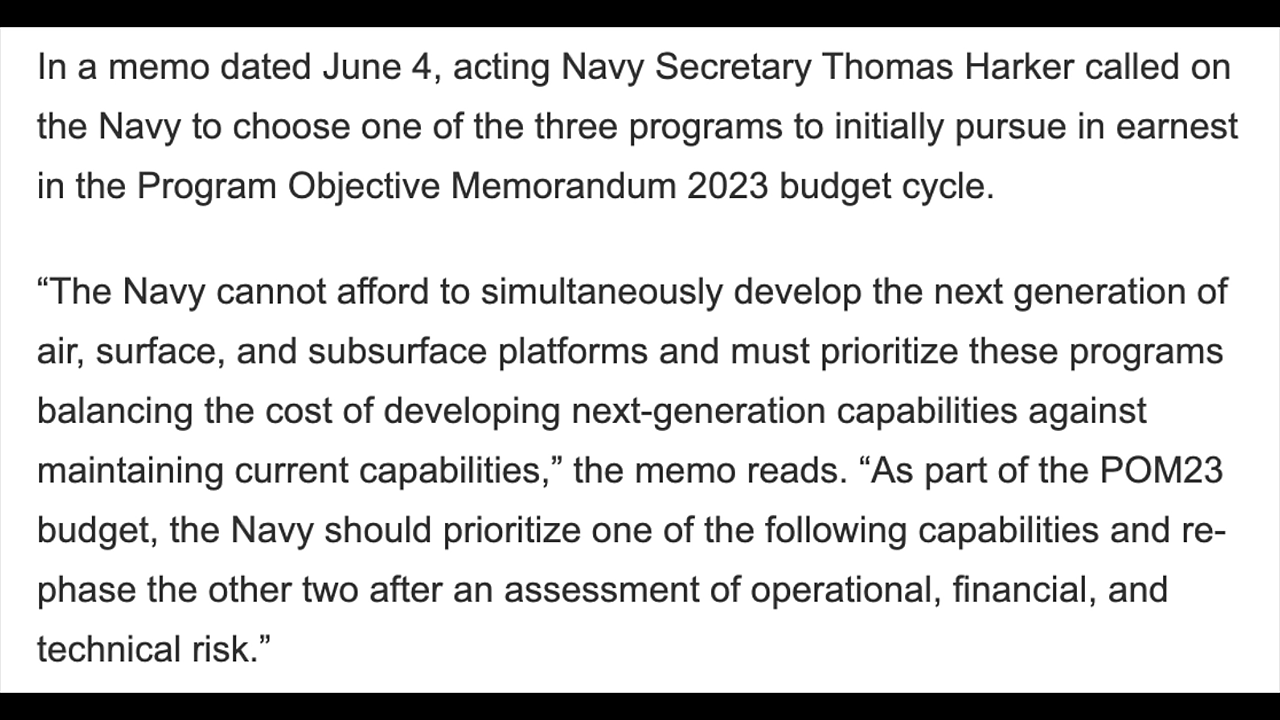 In a memo dated June 4, acting Navy Secretary Thomas Harker called on
the Navy to choose one of the three programs to initially pursue in earnest
in the Program Objective Memorandum 2023 budget cycle.
“The Navy cannot afford to simultaneously develop the next generation of
air, surface, and subsurface platforms and must prioritize these programs
balancing the cost of developing next-generation capabilities against
maintaining current capabilities,” the memo reads. “As part of the POM23
budget, the Navy should prioritize one of the following capabilities and re-
phase the other two after an assessment of operational, financial, and
technical risk.”